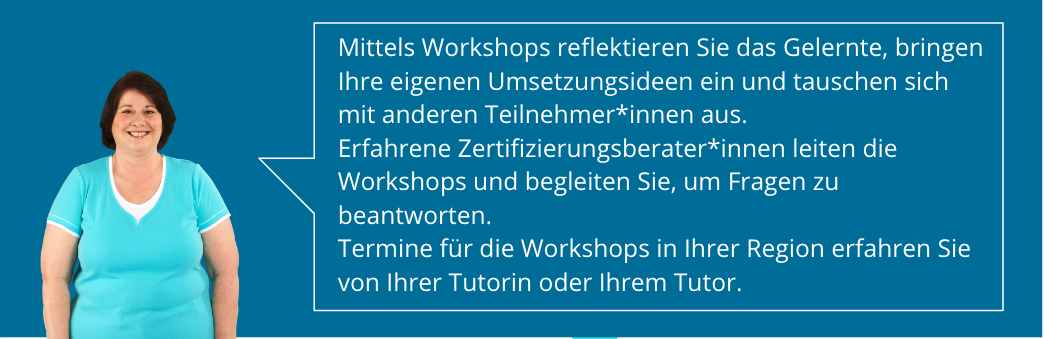 Mittels Workshops reflektieren Sie das Gelernte, bringen
Ihre eigenen Umsetzungsideen ein und tauschen sich
mit anderen Teilnehmer*innen aus.
Erfahrene Zertifizierungsberater*innen leiten die
Workshops und begleiten Sie, um Fragen zu
beantworten.
Termine für die Workshops in Ihrer Region erfahren Sie
von Ihrer Tutorin oder Ihrem Tutor.